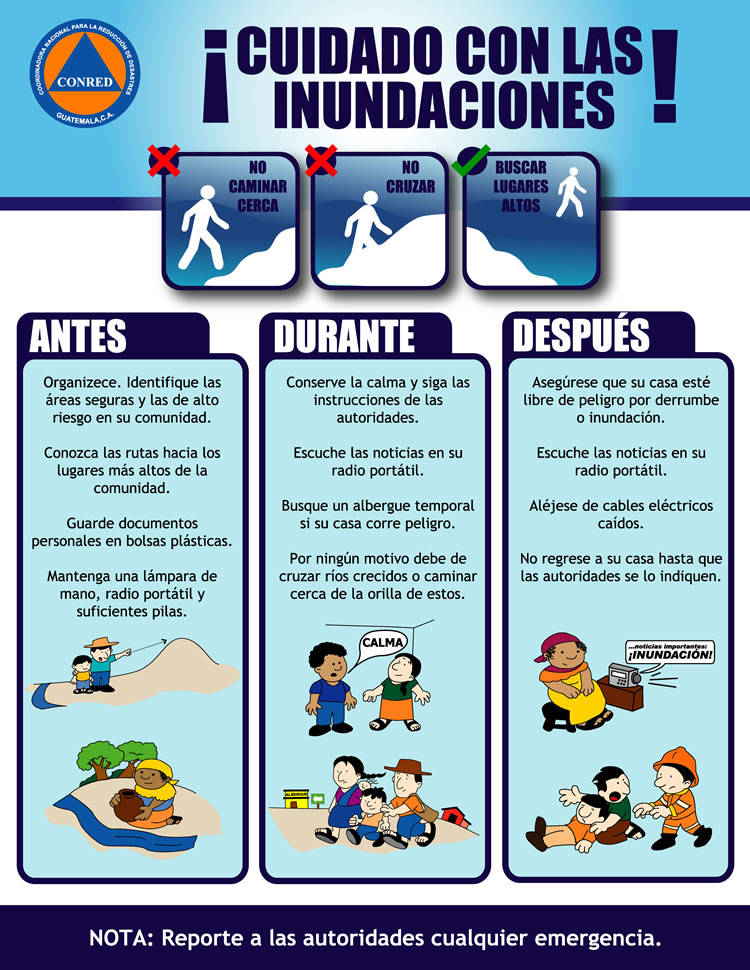 COORDINADORA NACIONAL PARA LA REDUCCIÓN DE DESASTRES
CONRED
GUATEMALA, C.A.
¡CUIDADO CON LAS
INUNDACIONES!
NO
CAMINAR
CERCA
NO
CRUZAR
BUSCAR
LUGARES
ALTOS
ANTES
Organizece. Identifique las
áreas seguras y las de alto
riesgo en su comunidad.
Conozca las rutas hacia los
lugares más altos de la
comunidad.
Guarde documentos
personales en bolsas plásticas.
Mantenga una lámpara de
mano, radio portátil y
suficientes pilas.
DURANTE
Conserve la calma y siga las
instrucciones de las
autoridades.
Escuche las noticias en su
radio portátil.
Busque un albergue temporal
si su casa corre peligro.
Por ningún motivo debe de
cruzar ríos crecidos o caminar
cerca de la orilla de estos.
CALMA
ALBERGUE
DESPUÉS
Asegúrese que su casa esté
libre de peligro por derrumbe
o inundación.
Escuche las noticias en su
radio portátil.
Aléjese de cables eléctricos
caídos.
No regrese a su casa hasta que
las autoridades se lo indiquen.
...noticias importantes:
¡INUNDACIÓN!
NOTA: Reporte a las autoridades cualquier emergencia.